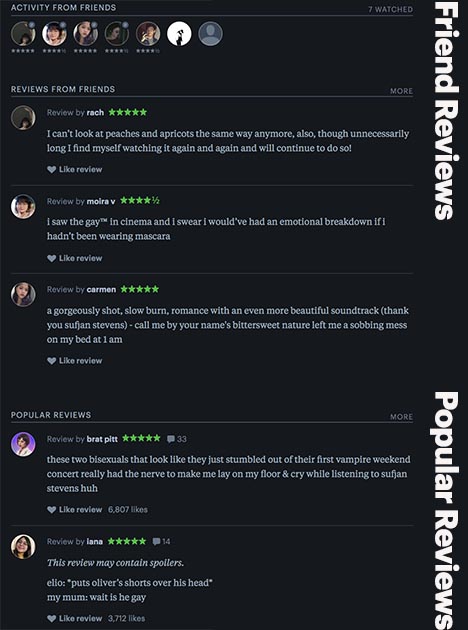 ACTIVITY FROM FRIENDS 7 WATCHED
REVIEWS FROM FRIENDS MORE
Review by rach ★★★★★
I can't look at peaches and apricots the same way anymore, also, though unnecessarily
long I find myself watching it again and again and will continue to do so!
Like review
Review by moira v ★★★★½
i saw the gay™ in cinema and i swear i would've had an emotional breakdown if i
hadn't been wearing mascara
Like review
Review by carmen ★★★★★
a gorgeously shot, slow burn, romance with an even more beautiful soundtrack (thank
you sufjan stevens) - call me by your name's bittersweet nature left me a sobbing mess
on my bed at 1 am
Like review
Friend Reviews
POPULAR REVIEWS MORE
Review by brat pitt ★★★★★ 33
these two bisexuals that look like they just stumbled out of their first vampire weekend
concert really had the nerve to make me lay on my floor & cry while listening to sufjan
stevens huh
Like review 6,807 likes
Review by iana ★★★★★ 14
This review may contain spoilers.
elio: *puts oliver's shorts over his head*
my mum: wait is he gay
Like review 3,712 likes
Popular Reviews